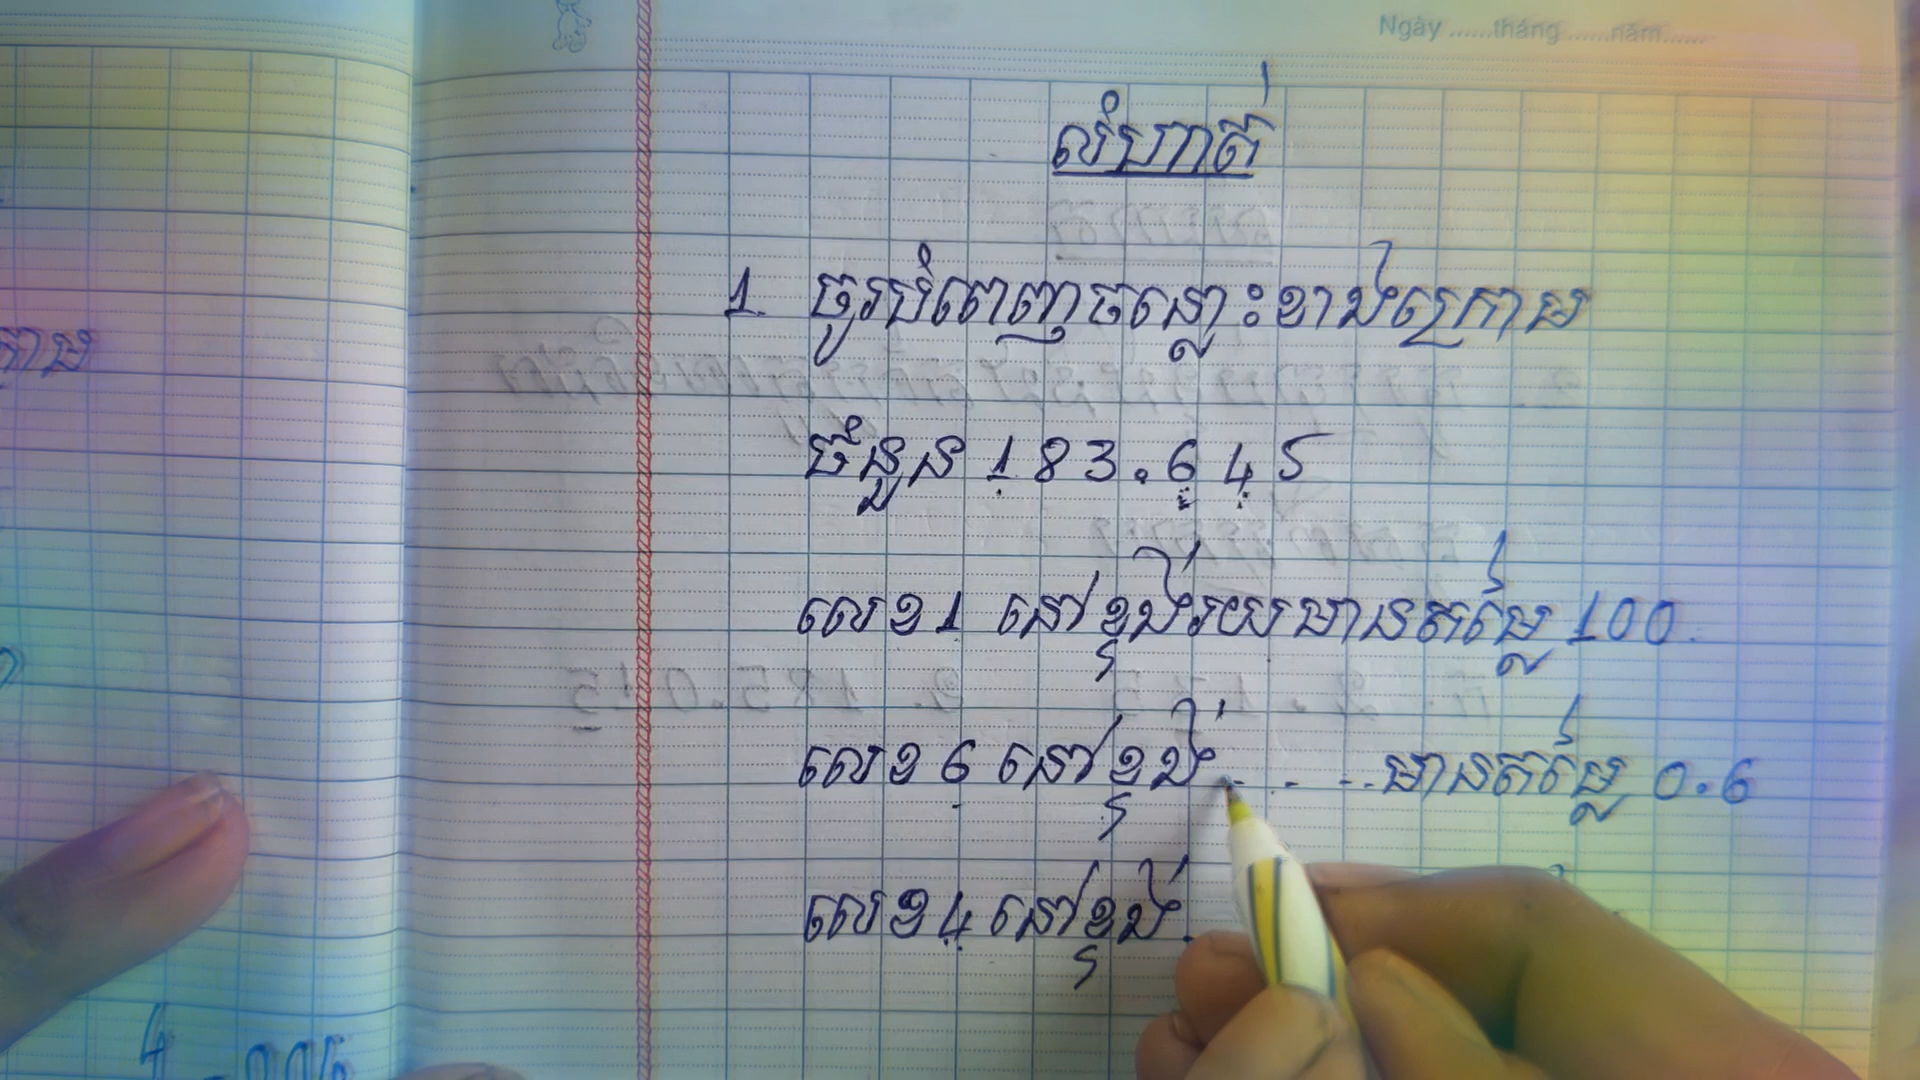 Ngày ......tháng ......năm......
លំហាត់
1. ចូរបំពេញចន្លោះខាងក្រោម
ចំនួន 183.645
លេខ 1 នៅខ្ទង់រយមានតម្លៃ 100.
លេខ 6 នៅខ្ទង់.......មានតម្លៃ 0.6
លេខ 4 នៅខ្ទង់.